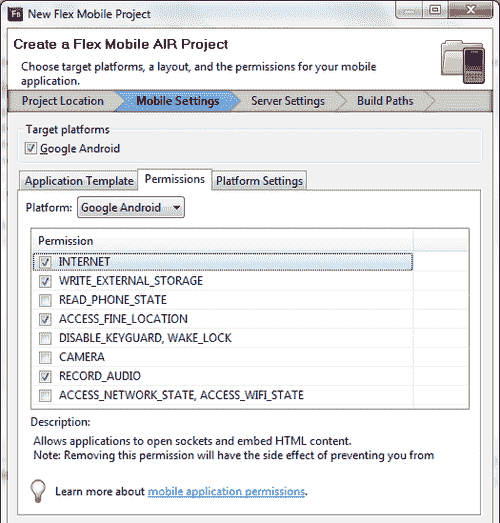 FB New Flex Mobile Project
Create a Flex Mobile AIR Project
Choose target platforms, a layout, and the permissions for your mobile
application.
Project Location Mobile Settings Server Settings Build Paths
Target platforms
Google Android
Application Template Permissions Platform Settings
Platform: Google Android
Permission
INTERNET
WRITE_EXTERNAL_STORAGE
READ_PHONE_STATE
ACCESS_FINE_LOCATION
DISABLE_KEYGUARD, WAKE_LOCK
CAMERA
RECORD_AUDIO
ACCESS_NETWORK_STATE, ACCESS_WIFI_STATE
Description:
Allows applications to open sockets and embed HTML content.
Note: Removing this permission will have the side effect of preventing you from
Learn more about mobile application permissions.